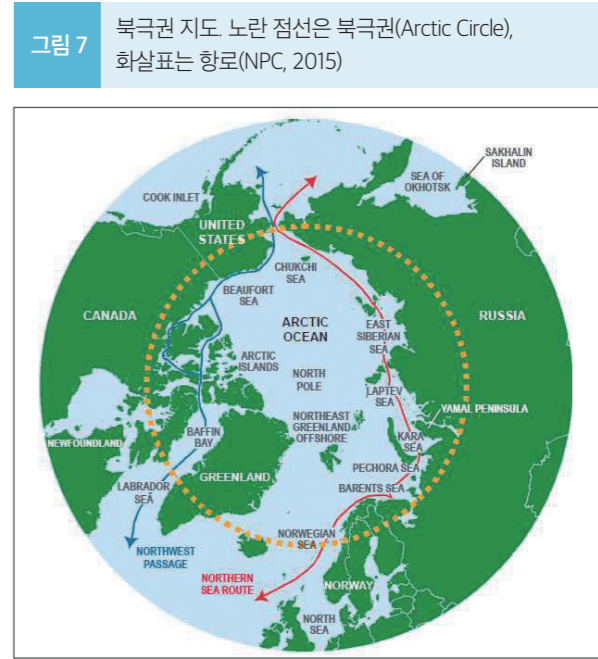 그림 7
북극권 지도. 노란 점선은 북극권(Arctic Circle),
화살표는 항로(NPC, 2015)
SAKHALIN
ISLAND
SEA OF
OKHOTSK
COOK INLET
UNITED
STATES
CHUKCHI
SEA
BEAUFORT
SEA
CANADA
ARCTIC
OCEAN
EAST
SIBERIAN
SEA
RUSSIA
ARCTIC
ISLANDS
NORTH
POLE
LAPTEV
SEA
YAMAL PENINSULA
NORTHEAST
GREENLAND
OFFSHORE
BAFFIN
BAY
KARA
SEA
NEWFOUNDLAND
PECHORA SEA
GREENLAND
LABRADOR
SEA
BARENTS SEA
NORWEGIAN
SEA
NORTHWEST
PASSAGE
NORTHERN
SEA ROUTE
NORWAY
NORTH
SEA